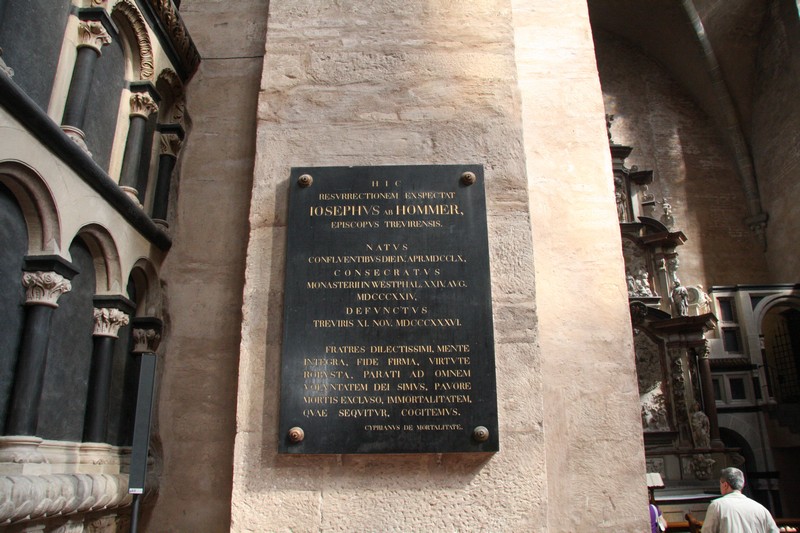 HIC
RESVRRECTIONEM EXSPECTAT
IOSEPHVS AB HOMMER,
EPISCOPVS TREVIRENSIS.
NATVS
CONFLVENTIBVS DIE IV. APR. MDCCLX,
CONSECRATVS
MONASTERII IN WESTPHAL. XXIV. AVG.
MDCCCXXIV,
DEFVNCTVS
TREVIRIS XI. NOV. MDCCCXXXVI.
FRATRES DILECTISSIMI, MENTE
INTEGRA, FIDE FIRMA, VIRTVTE
ROBVSTA, PARATI AD OMNEM
VOLVNTATEM DEI SIMVS, PAVORE
MORTIS EXCLVSO, IMMORTALITATEM,
QVAE SEQVITVR, COGITEMVS.
CYPRIANVS DE MORTALITATE.